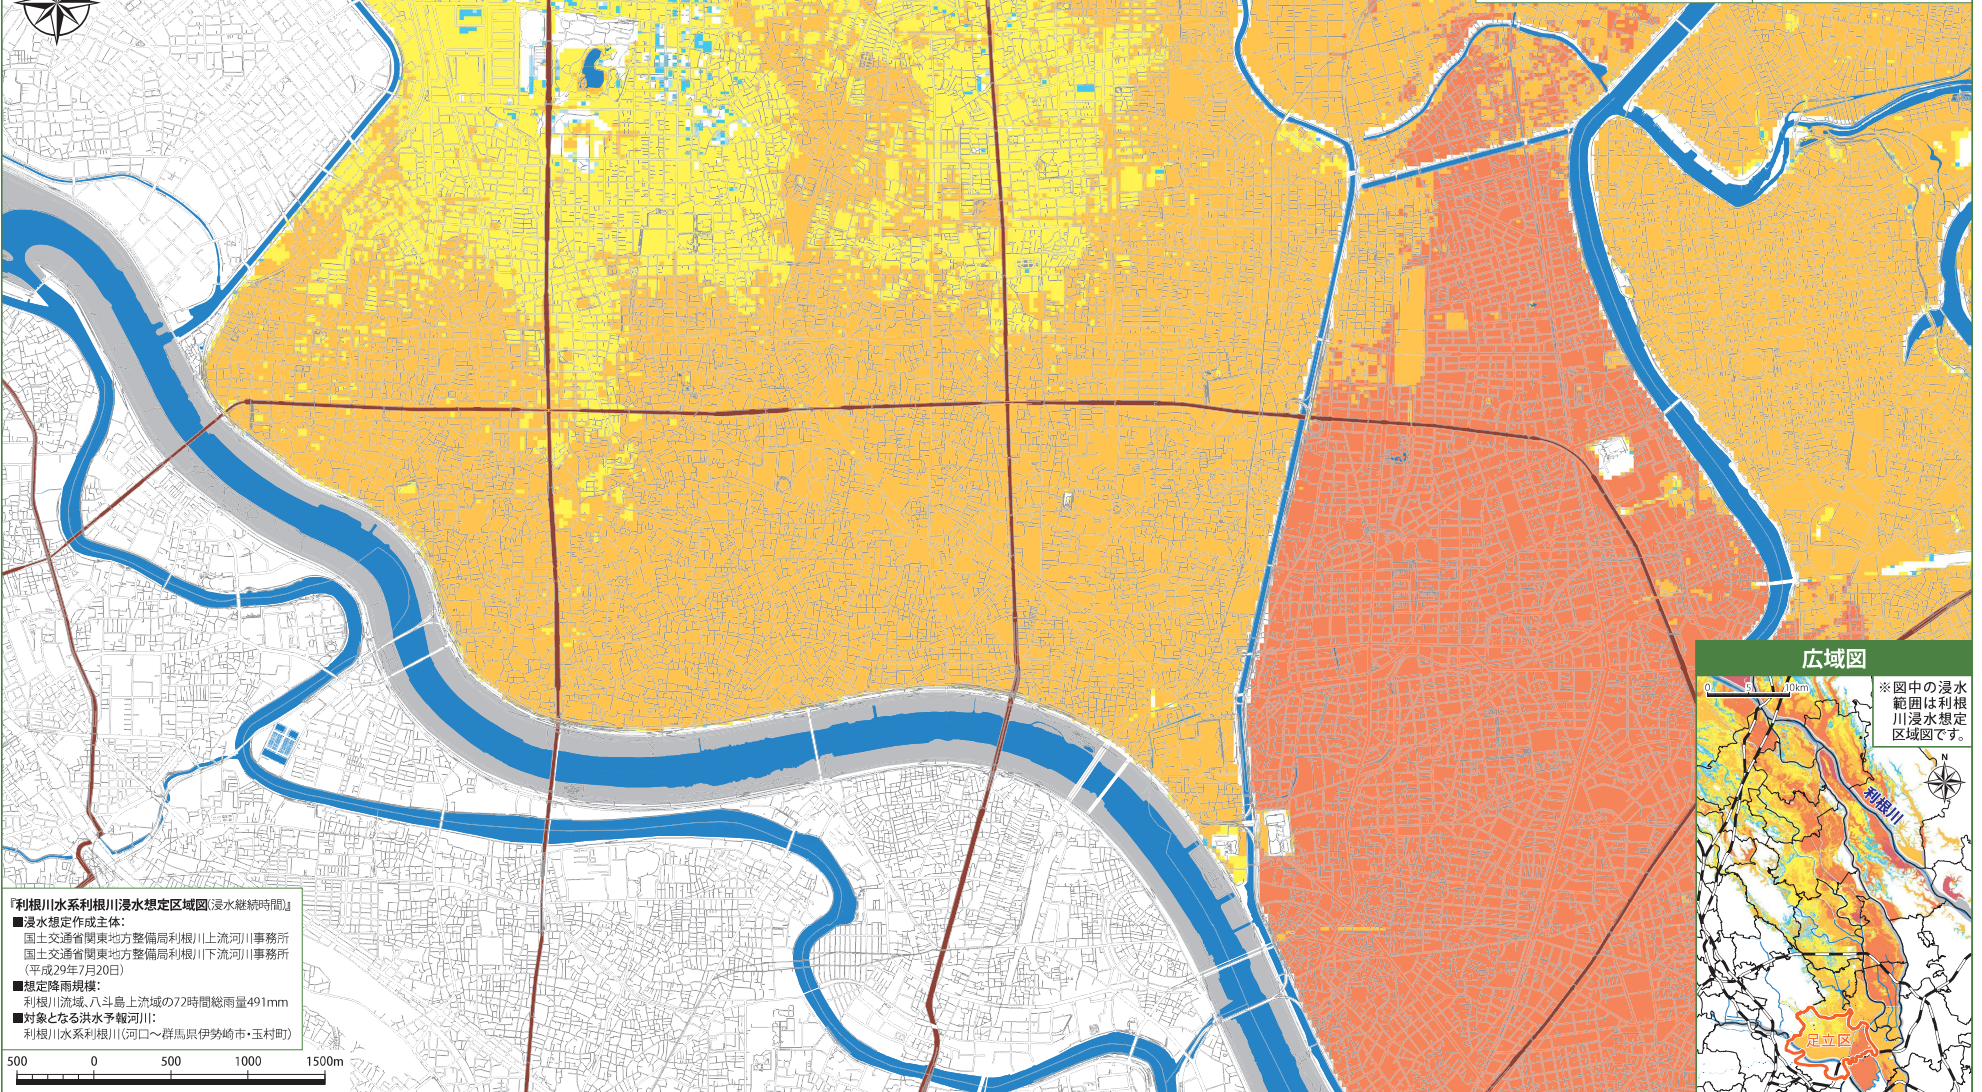 広域図
0 5 10km
※図中の浸水
範囲は利根
川浸水想定
区域図です。
N
利根川
足立区
『利根川水系利根川浸水想定区域図(浸水継続時間)』
■浸水想定作成主体:
国土交通省関東地方整備局利根川上流河川事務所
国土交通省関東地方整備局利根川下流河川事務所
(平成29年7月20日)
■想定降雨規模:
利根川流域、八斗島上流域の72時間総雨量491mm
■対象となる洪水予報河川:
利根川水系利根川(河口〜群馬県伊勢崎市・玉村町)
500 0 500 1000 1500m